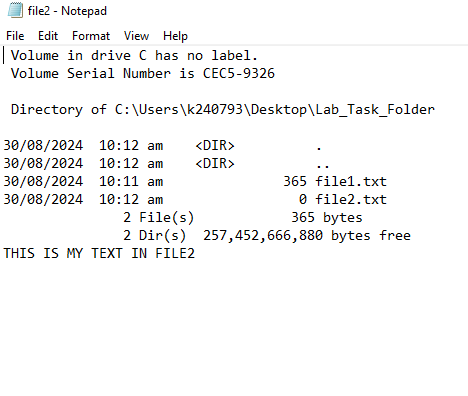 file2 - Notepad
File Edit Format View Help
Volume in drive C has no label.
Volume Serial Number is CEC5-9326
Directory of C:\Users\k240793\Desktop\Lab_Task_Folder
30/08/2024 10:12 am <DIR> .
30/08/2024 10:12 am <DIR> ..
30/08/2024 10:11 am 365 file1.txt
30/08/2024 10:12 am 0 file2.txt
2 File(s) 365 bytes
2 Dir(s) 257,452,666,880 bytes free
THIS IS MY TEXT IN FILE2